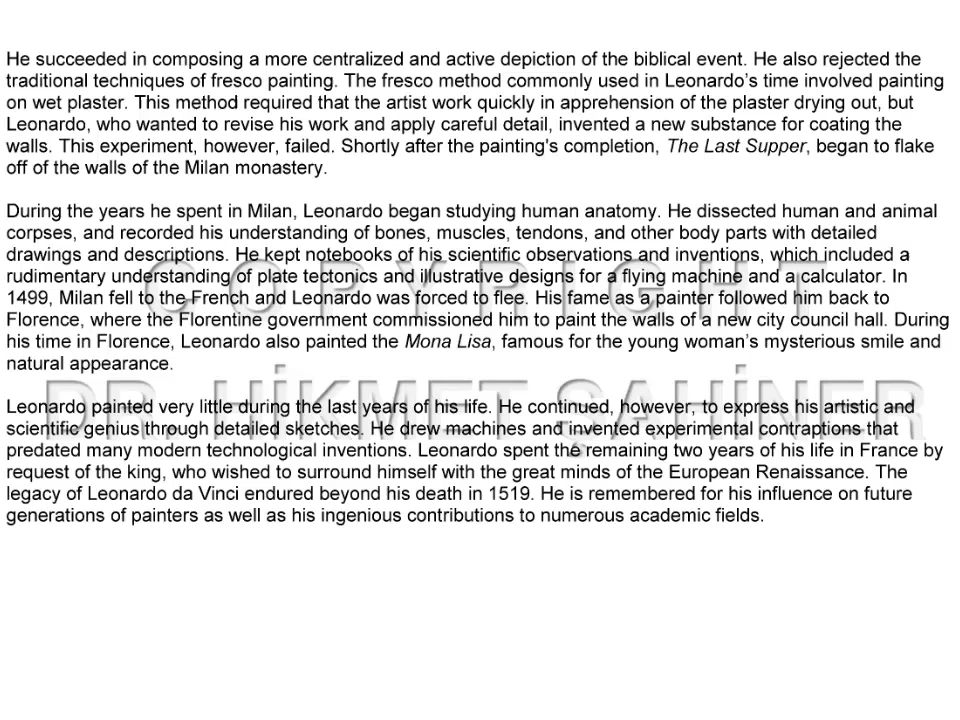 He succeeded in composing a more centralized and active depiction of the biblical event. He also rejected the
traditional techniques of fresco painting. The fresco method commonly used in Leonardo’s time involved painting
on wet plaster. This method required that the artist work quickly in apprehension of the plaster drying out, but
Leonardo, who wanted to revise his work and apply careful detail, invented a new substance for coating the
walls. This experiment, however, failed. Shortly after the painting's completion, The Last Supper, began to flake
off of the walls of the Milan monastery.
During the years he spent in Milan, Leonardo began studying human anatomy. He dissected human and animal
corpses, and recorded his understanding of bones, muscles, tendons, and other body parts with detailed
drawings and descriptions. He kept notebooks of his scientific observations and inventions, which included a
rudimentary understanding of plate tectonics and illustrative designs for a flying machine and a calculator. In
1499, Milan fell to the French and Leonardo was forced to flee. His fame as a painter followed him back to
Florence, where the Florentine government commissioned him to paint the walls of a new city council hall. During
his time in Florence, Leonardo also painted the Mona Lisa, famous for the young woman’s mysterious smile and
natural appearance.
Leonardo painted very little during the last years of his life. He continued, however, to express his artistic and
scientific genius through detailed sketches. He drew machines and invented experimental contraptions that
predated many modern technological inventions. Leonardo spent the remaining two years of his life in France by
request of the king, who wished to surround himself with the great minds of the European Renaissance. The
legacy of Leonardo da Vinci endured beyond his death in 1519. He is remembered for his influence on future
generations of painters as well as his ingenious contributions to numerous academic fields.
COPYRIGHT
DR. HİKMET ŞAHİNER